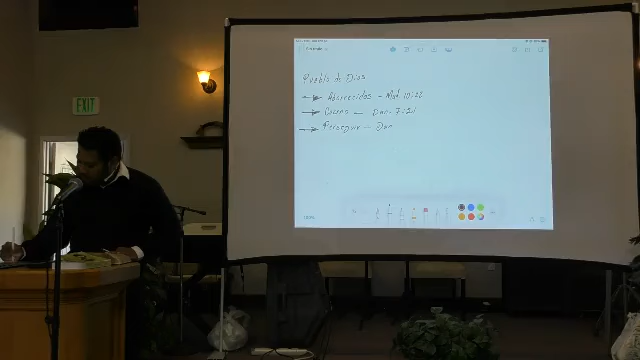 EXIT
Pueblo de Dios
Aborrecidos - Mat. 10:22
Cuerno - Dan. 7:21
Perseguir - Dan